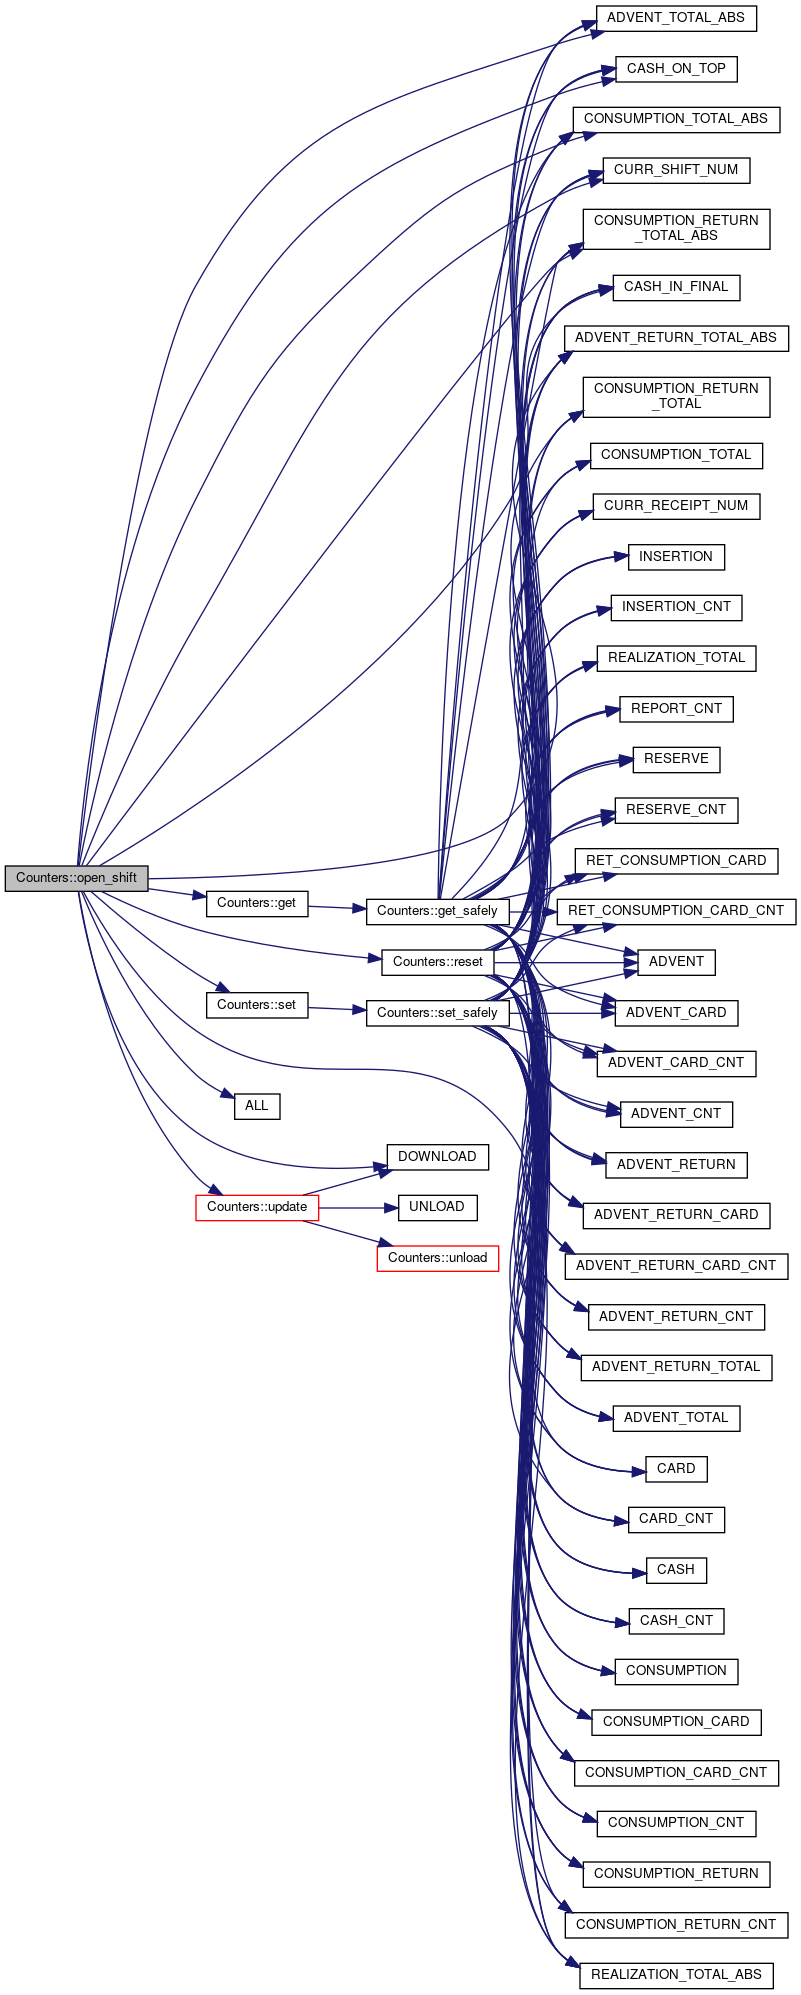 ADVENT_TOTAL_ABS
CASH_ON_TOP
CONSUMPTION_TOTAL_ABS
CURR_SHIFT_NUM
CONSUMPTION_RETURN
_TOTAL_ABS
CASH_IN_FINAL
ADVENT_RETURN_TOTAL_ABS
CONSUMPTION_RETURN
_TOTAL
CONSUMPTION_TOTAL
CURR_RECEIPT_NUM
INSERTION
INSERTION_CNT
REALIZATION_TOTAL
REPORT_CNT
RESERVE
RESERVE_CNT
RET_CONSUMPTION_CARD
Counters::open_shift
Counters::get
Counters::get_safely
RET_CONSUMPTION_CARD_CNT
Counters::reset
ADVENT
Counters::set
Counters::set_safely
ADVENT_CARD
ADVENT_CARD_CNT
ALL
ADVENT_CNT
DOWNLOAD
ADVENT_RETURN
Counters::update
UNLOAD
ADVENT_RETURN_CARD
Counters::unload
ADVENT_RETURN_CARD_CNT
ADVENT_RETURN_CNT
ADVENT_RETURN_TOTAL
ADVENT_TOTAL
CARD
CARD_CNT
CASH
CASH_CNT
CONSUMPTION
CONSUMPTION_CARD
CONSUMPTION_CARD_CNT
CONSUMPTION_CNT
CONSUMPTION_RETURN
CONSUMPTION_RETURN_CNT
REALIZATION_TOTAL_ABS